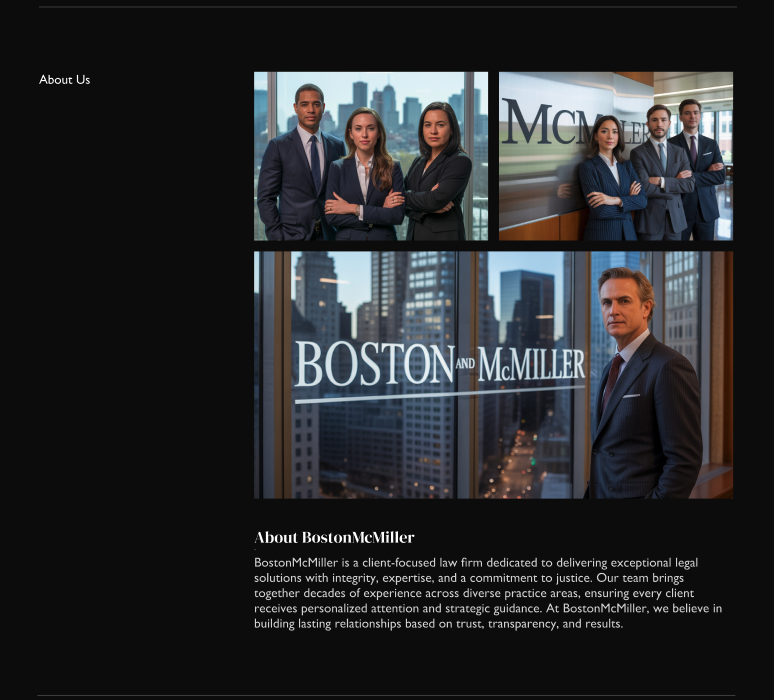 About Us
McMiller
BOSTON AND McMILLER
About BostonMcMiller
BostonMcMiller is a client-focused law firm dedicated to delivering exceptional legal
solutions with integrity, expertise, and a commitment to justice. Our team brings
together decades of experience across diverse practice areas, ensuring every client
receives personalized attention and strategic guidance. At BostonMcMiller, we believe in
building lasting relationships based on trust, transparency, and results.